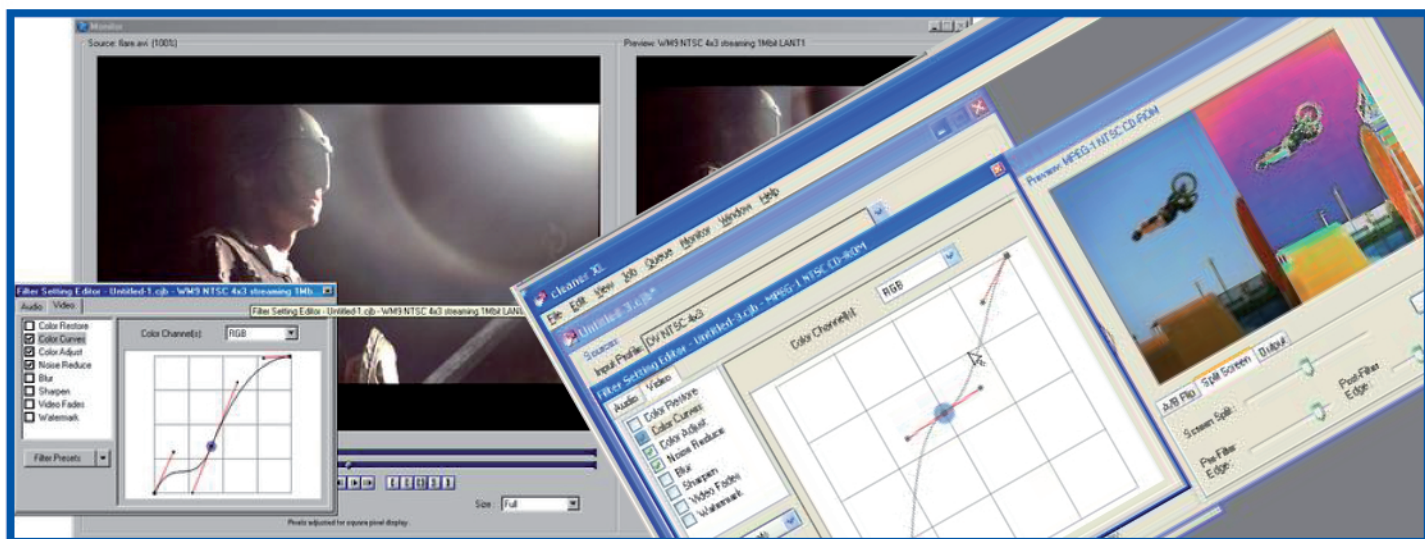 Monitor
Source: flare.avi (100%)
Preview: WM9 NTSC 4x3 streaming 1Mbit LANT1
Filter Setting Editor - Untitled-1.cjb - WM9 NTSC 4x3 streaming 1Mb...
Audio Video
Filter Setting Editor - Untitled-1.cjb - WM9 NTSC 4x3 streaming 1Mbit LANT1
Color Restore
Color Curves
Color Adjust
Noise Reduce
Blur
Sharpen
Video Fades
Watermark
Color Channel(s): RGB
Filter Presets
Size: Full
Pixels adjusted for square pixel display.
cleaner XL
File Edit View Job Queue Monitor Window Help
Untitled-3.cjb*
Source:
Input Profile: DV NTSC 4x3
Filter Setting Editor - Untitled-3.cjb - MPEG-1 NTSC CD-ROM
Audio Video
Color Restore
Color Curves
Color Adjust
Noise Reduce
Blur
Sharpen
Video Fades
Watermark
Color Channel(s): RGB
Preview: MPEG-1 NTSC CD-ROM
A/B Flip Split Screen Output
Screen Split:
Pre-Filter Edge:
Post-Filter Edge: